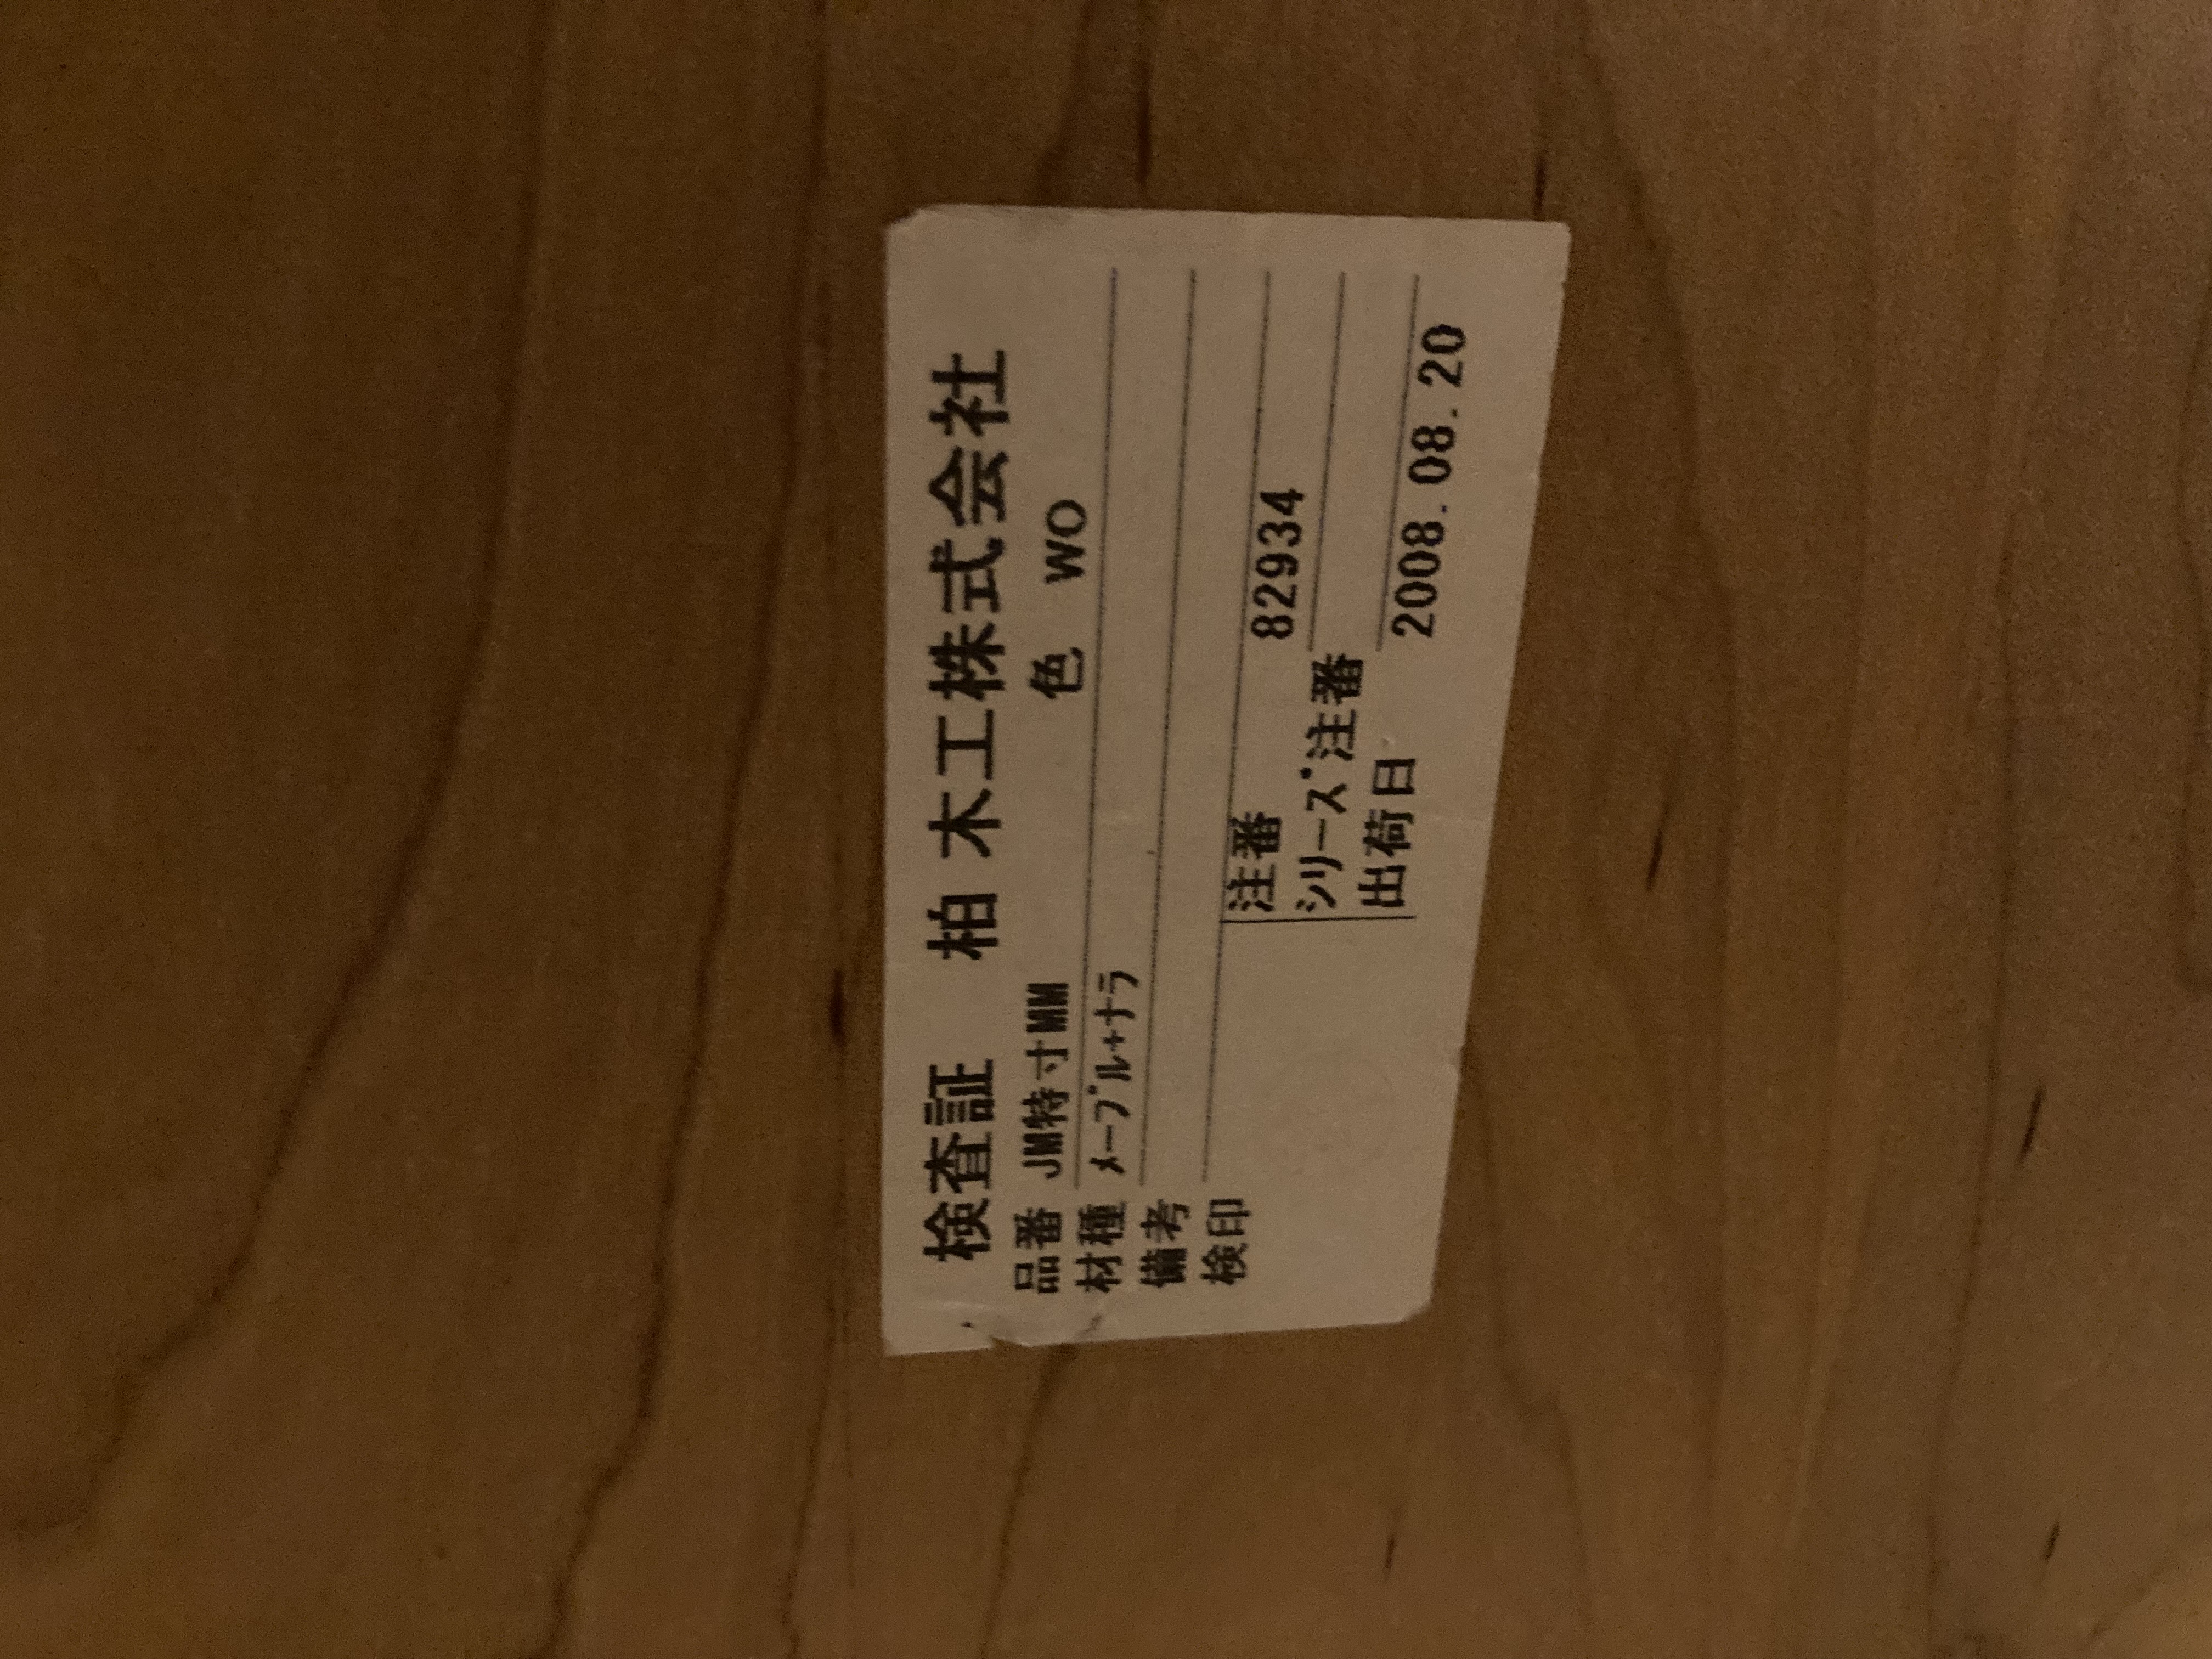 検査証 柏木工株式会社
品番 JM特寸MM 色 WO
材種 ﾒｰﾌﾟﾙ+ﾅﾗ
備考
検印
注番 82934
ｼﾘｰｽﾞ注番
出荷日 2008.08.20